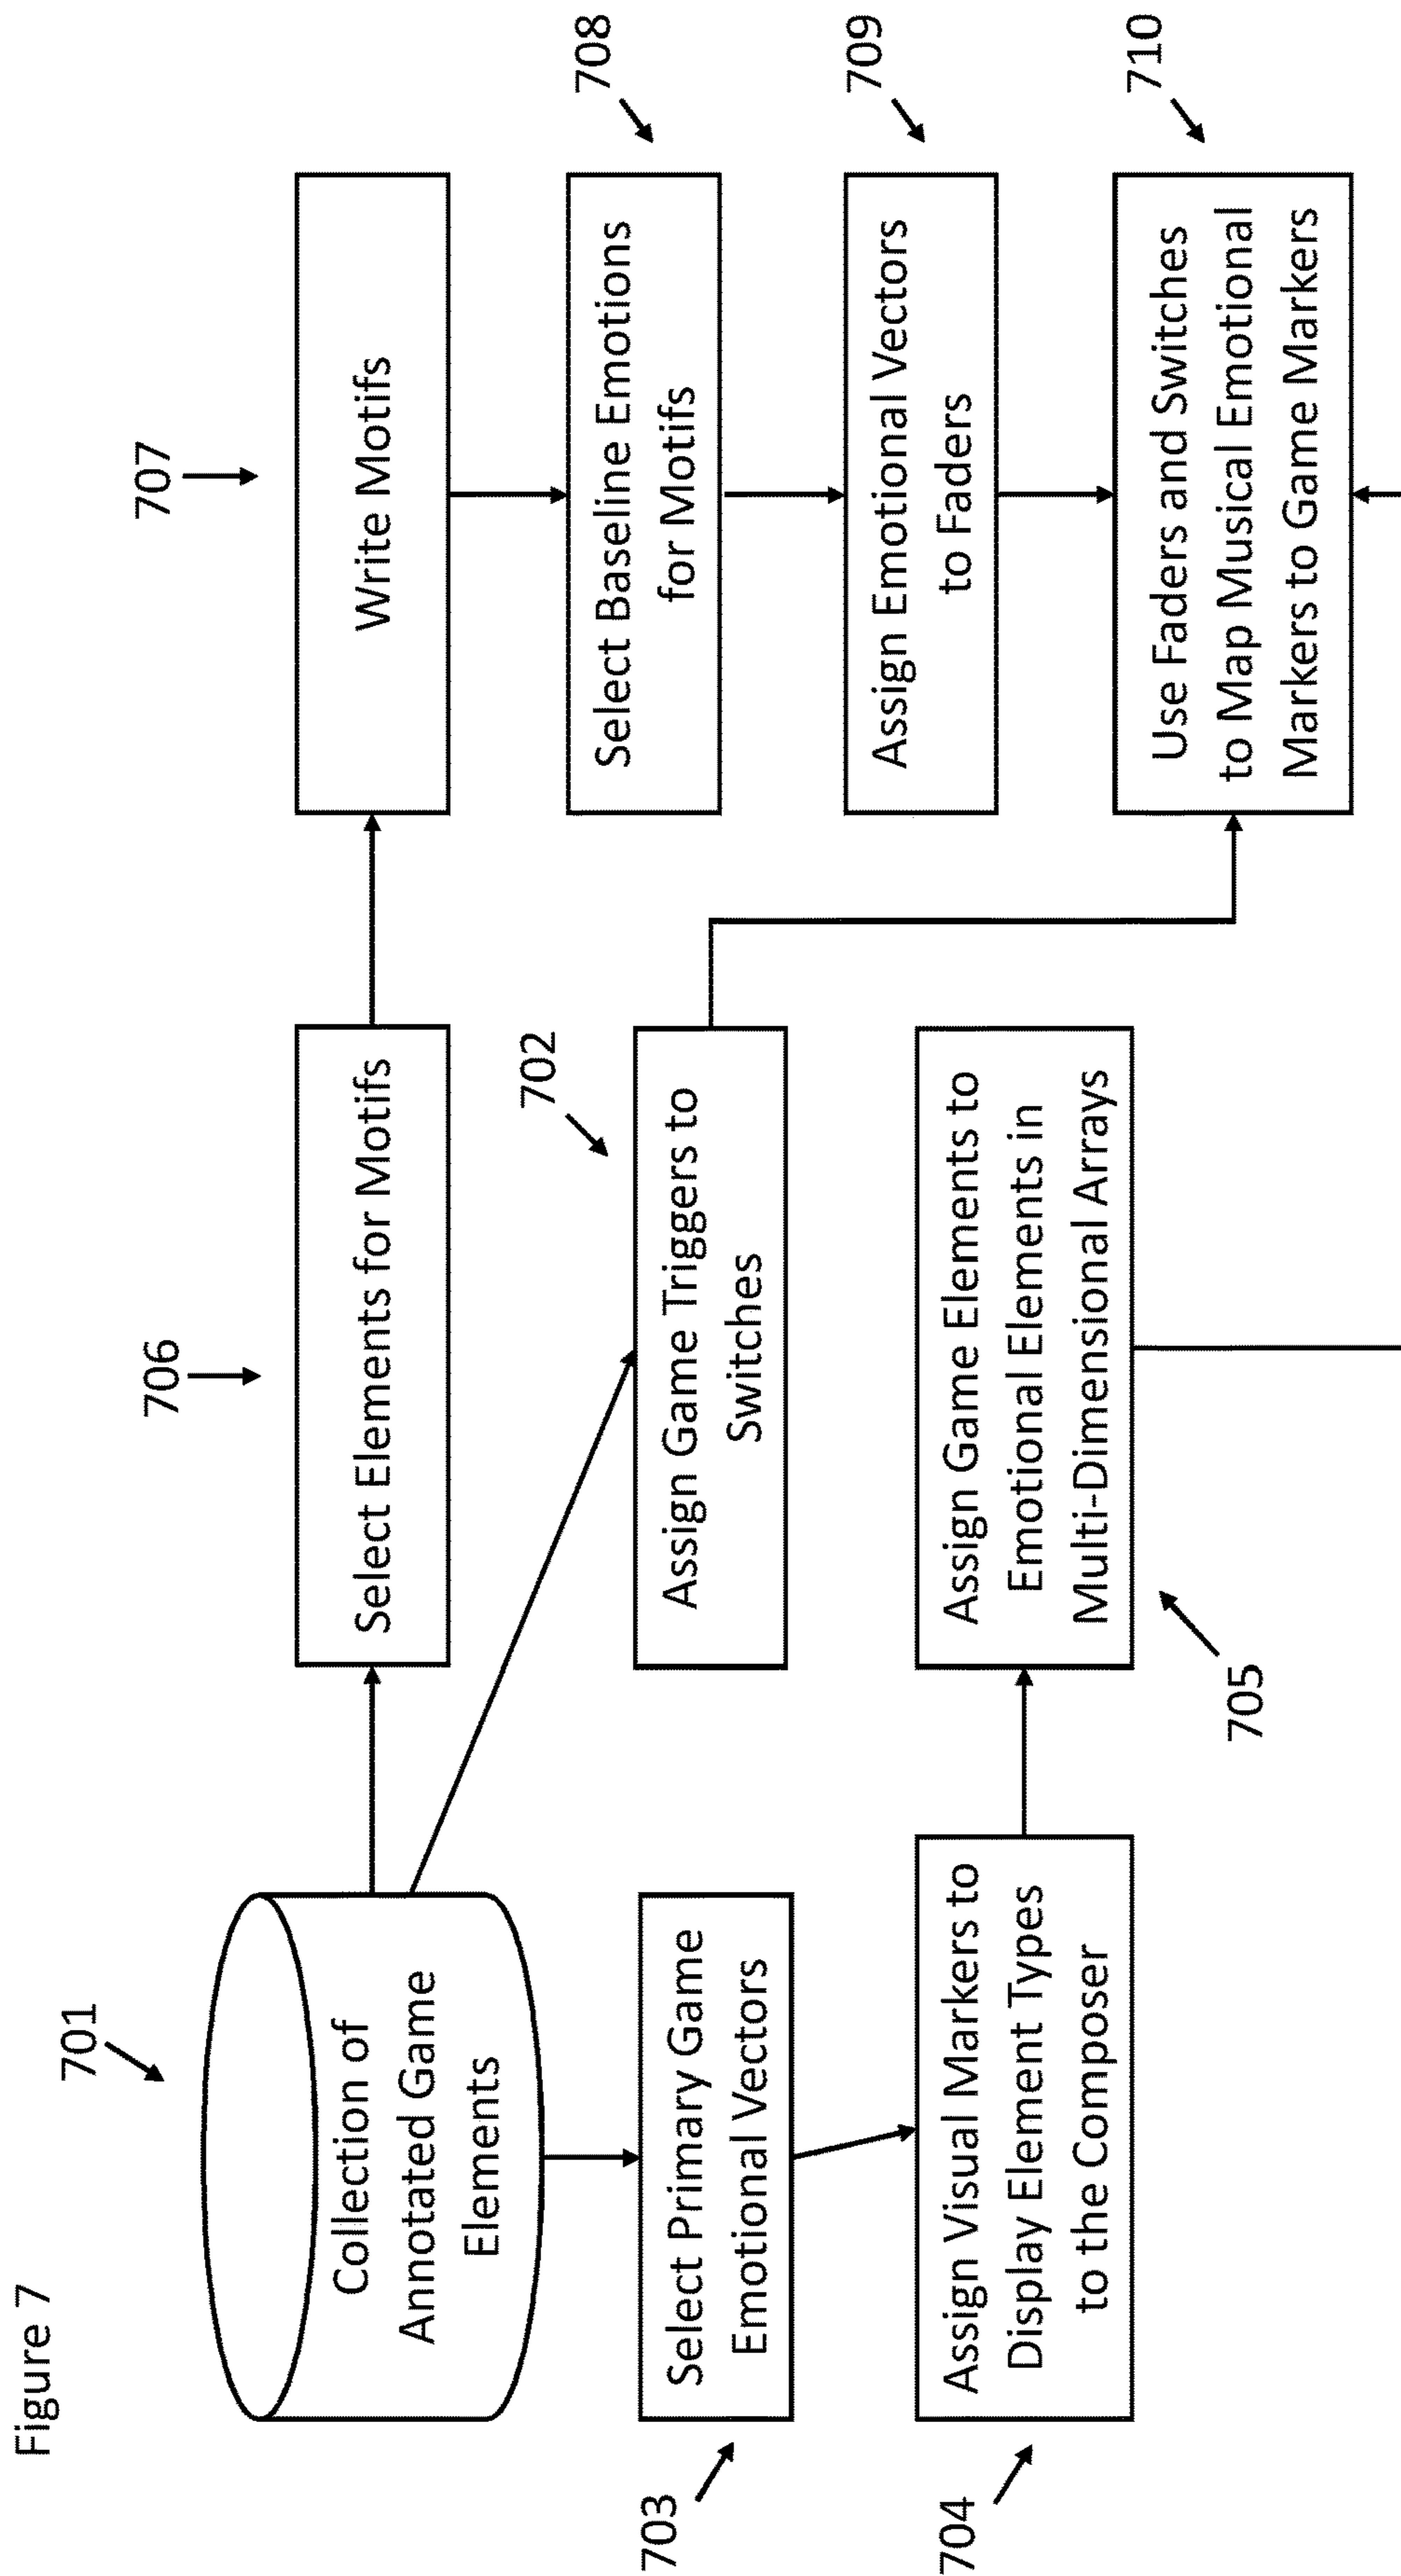 Figure 7
701
Collection of
Annotated Game
Elements
706
Select Elements for Motifs
707
Write Motifs
702
Assign Game Triggers to
Switches
708
Select Baseline Emotions
for Motifs
703
Select Primary Game
Emotional Vectors
709
Assign Emotional Vectors
to Faders
704
Assign Visual Markers to
Display Element Types
to the Composer
705
Assign Game Elements to
Emotional Elements in
Multi-Dimensional Arrays
710
Use Faders and Switches
to Map Musical Emotional
Markers to Game Markers